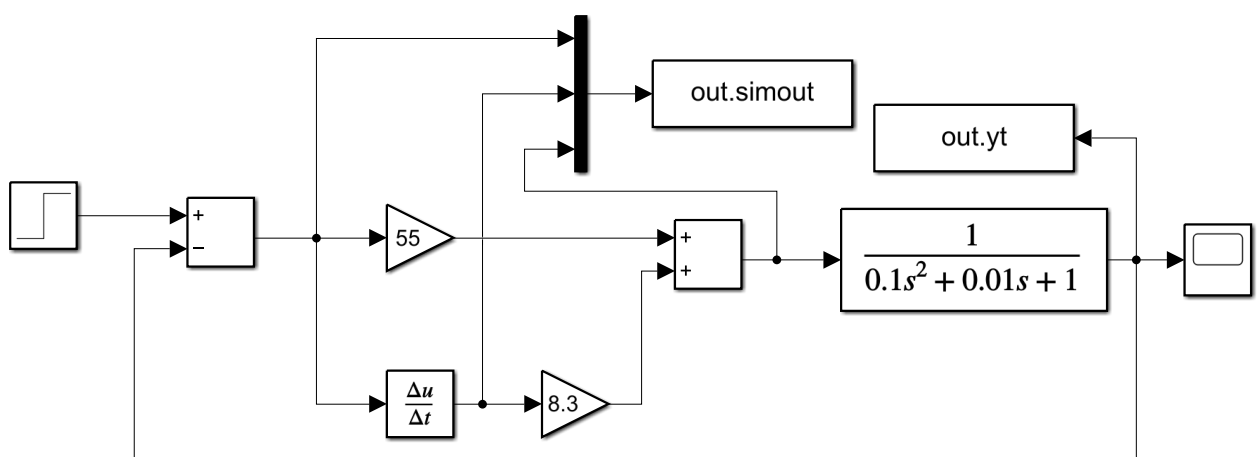 out.simout
out.yt
+
−
55
+
+
1
0.1s² + 0.01s + 1
Δu
Δt
8.3